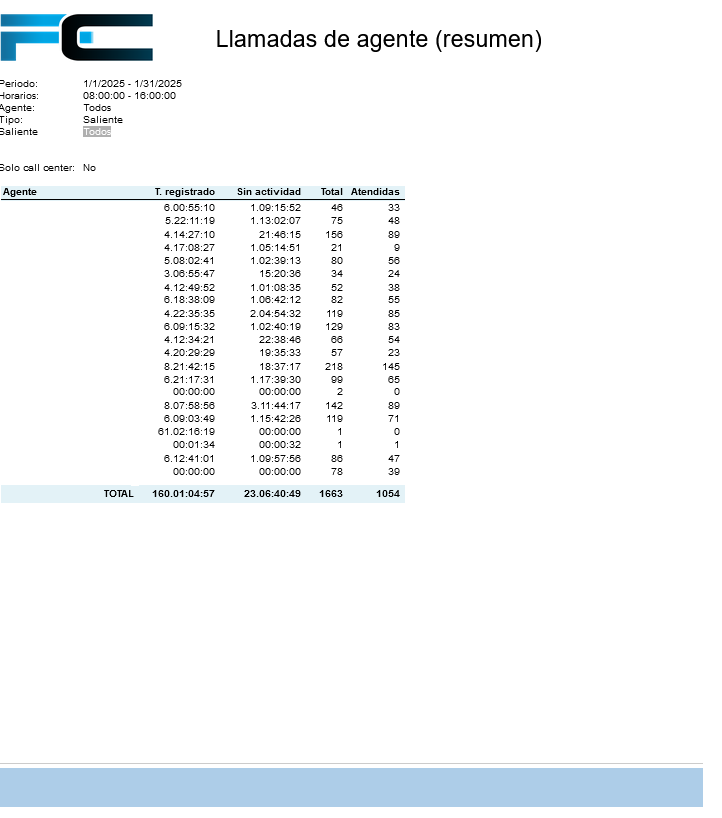 FC
Llamadas de agente (resumen)
Periodo: 1/1/2025 - 1/31/2025
Horarios: 08:00:00 - 16:00:00
Agente: Todos
Tipo: Saliente
Saliente Todos
Solo call center: No
Agente T. registrado Sin actividad Total Atendidas
6.00:55:10 1.09:15:52 46 33
5.22:11:19 1.13:02:07 75 48
4.14:27:10 21:46:15 156 89
4.17:08:27 1.05:14:51 21 9
5.08:02:41 1.02:39:13 80 56
3.06:55:47 15:20:36 34 24
4.12:49:52 1.01:08:35 52 38
6.18:38:09 1.06:42:12 82 55
4.22:35:35 2.04:54:32 119 85
6.09:15:32 1.02:40:19 129 83
4.12:34:21 22:38:46 66 54
4.20:29:29 19:35:33 57 23
8.21:42:15 18:37:17 218 145
6.21:17:31 1.17:39:30 99 65
00:00:00 00:00:00 2 0
8.07:58:56 3.11:44:17 142 89
6.09:03:49 1.15:42:26 119 71
61.02:16:19 00:00:00 1 0
00:01:34 00:00:32 1 1
6.12:41:01 1.09:57:56 86 47
00:00:00 00:00:00 78 39
TOTAL 160.01:04:57 23.06:40:49 1663 1054